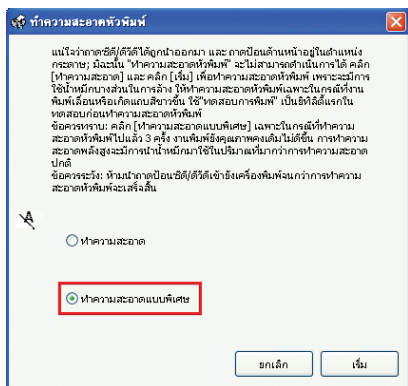 ทำความสะอาดหัวพิมพ์
แน่ใจว่าถาดซีดี/ดีวีดีได้ถูกนำออกมา และ ถาดป้อนด้านหน้าอยู่ในตำแหน่ง
กระดาษ; มิฉะนั้น "ทำความสะอาดหัวพิมพ์" จะไม่สามารถดำเนินการได้ คลิก
[ทำความสะอาด] และ คลิก [เริ่ม] เพื่อทำความสะอาดหัวพิมพ์ เพราะจะมีการ
ใช้น้ำหมึกบางส่วนในการล้าง ให้ทำความสะอาดหัวพิมพ์เฉพาะในกรณีที่งาน
พิมพ์เลือนหรือเกิดแถบสีขาวขึ้น ใช้"ทดสอบการพิมพ์" เป็นยิทิลิตี้แรกใน
ทดสอบก่อนทำความสะอาดหัวพิมพ์
ข้อควรทราบ: คลิก [ทำความสะอาดแบบพิเศษ] เฉพาะในกรณีที่ทำความ
สะอาดหัวพิมพ์ไปแล้ว 3 ครั้ง งานพิมพ์ยังคุณภาพคงเดิมไม่ดีขึ้น การทำความ
สะอาดพลังสูงจะมีการนำน้ำหมึกมาใช้ในปริมาณที่มากกว่าการทำความสะอาด
ปกติ
ข้อควรระวัง: ห้ามนำถาดป้อนซีดี/ดีวีดีเข้ายังเครื่องพิมพ์จนกว่าการทำความ
สะอาดหัวพิมพ์จะเสร็จสิ้น
ทำความสะอาด
ทำความสะอาดแบบพิเศษ
ยกเลิก
เริ่ม